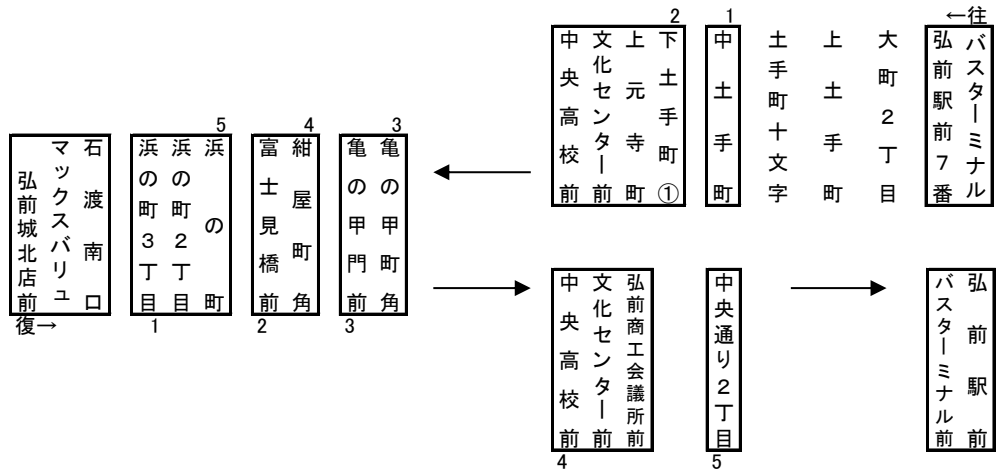 ←往
バスターミナル
弘前駅前7番
大町2丁目
上土手町
土手町十文字
1
中土手町
2
下土手町①
上元寺町
文化センター前
中央高校前
3
亀の甲町角
亀の甲門前
4
紺屋町角
富士見橋前
5
浜の町
浜の町2丁目
浜の町3丁目
石渡南口
マックスバリュ
弘前城北店前
復→
1
2
3
弘前商工会議所前
文化センター前
中央高校前
4
中央通り2丁目
5
弘前駅前
バスターミナル前